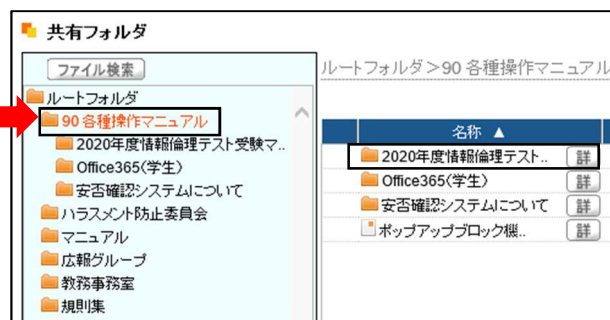 共有フォルダ
ファイル検索
ルートフォルダ
90 各種操作マニュアル
2020年度情報倫理テスト受験マ..
Office365(学生)
安否確認システムについて
ハラスメント防止委員会
マニュアル
広報グループ
教務事務室
規則集
ルートフォルダ＞90 各種操作マニュアル
名称 ▲
2020年度情報倫理テスト.. 詳
Office365(学生) 詳
安否確認システムについて 詳
ポップアップブロック機.. 詳